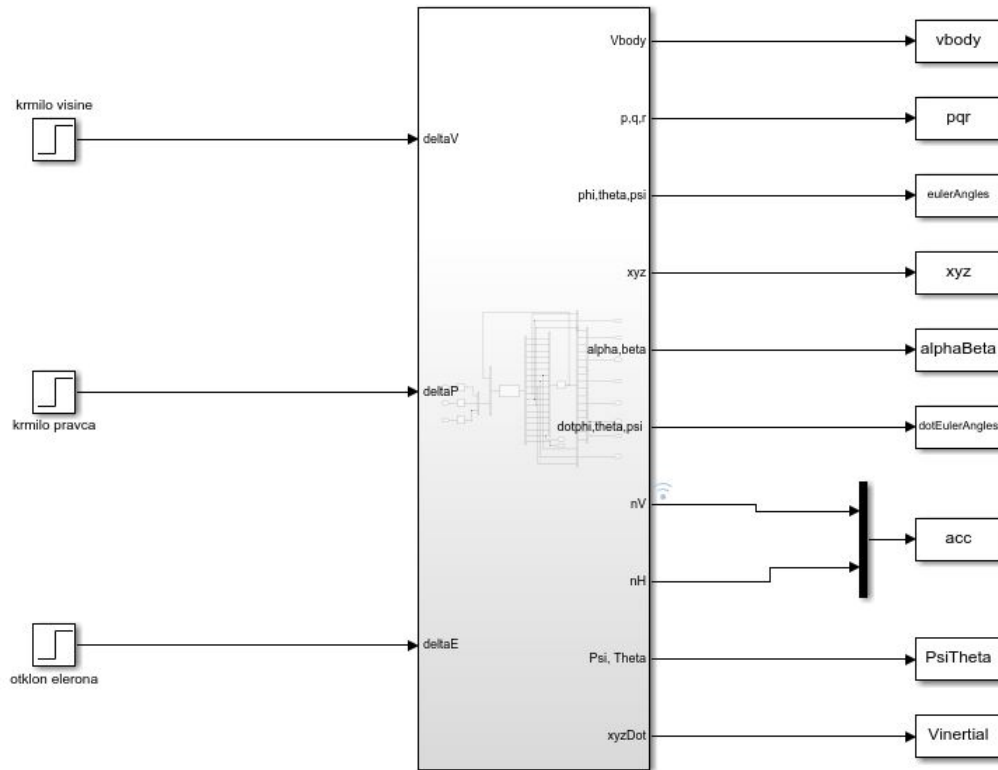 Vbody
vbody
krmilo visine
deltaV
p,q,r
pqr
phi,theta,psi
eulerAngles
xyz
xyz
alpha,beta
alphaBeta
deltaP
krmilo pravca
dotphi,theta,psi
dotEulerAngles
nV
acc
nH
deltaE
otklon elerona
Psi, Theta
PsiTheta
xyzDot
Vinertial